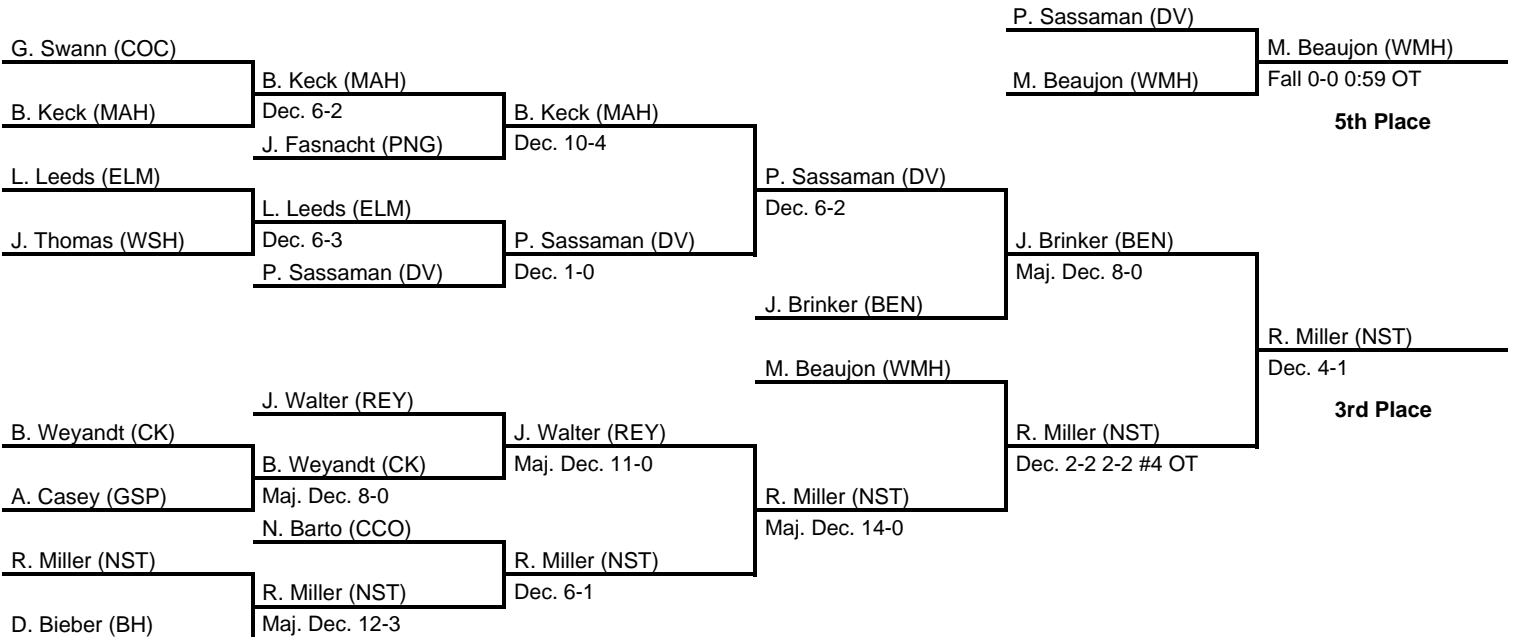 P. Sassaman (DV)
G. Swann (COC)
M. Beaujon (WMH)
B. Keck (MAH)
M. Beaujon (WMH)
Fall 0-0 0:59 OT
B. Keck (MAH)
Dec. 6-2
B. Keck (MAH)
5th Place
J. Fasnacht (PNG)
Dec. 10-4
L. Leeds (ELM)
P. Sassaman (DV)
L. Leeds (ELM)
Dec. 6-2
J. Thomas (WSH)
Dec. 6-3
P. Sassaman (DV)
J. Brinker (BEN)
P. Sassaman (DV)
Dec. 1-0
Maj. Dec. 8-0
J. Brinker (BEN)
R. Miller (NST)
M. Beaujon (WMH)
Dec. 4-1
J. Walter (REY)
3rd Place
B. Weyandt (CK)
J. Walter (REY)
R. Miller (NST)
B. Weyandt (CK)
Maj. Dec. 11-0
Dec. 2-2 2-2 #4 OT
A. Casey (GSP)
Maj. Dec. 8-0
R. Miller (NST)
N. Barto (CCO)
Maj. Dec. 14-0
R. Miller (NST)
R. Miller (NST)
R. Miller (NST)
Dec. 6-1
D. Bieber (BH)
Maj. Dec. 12-3